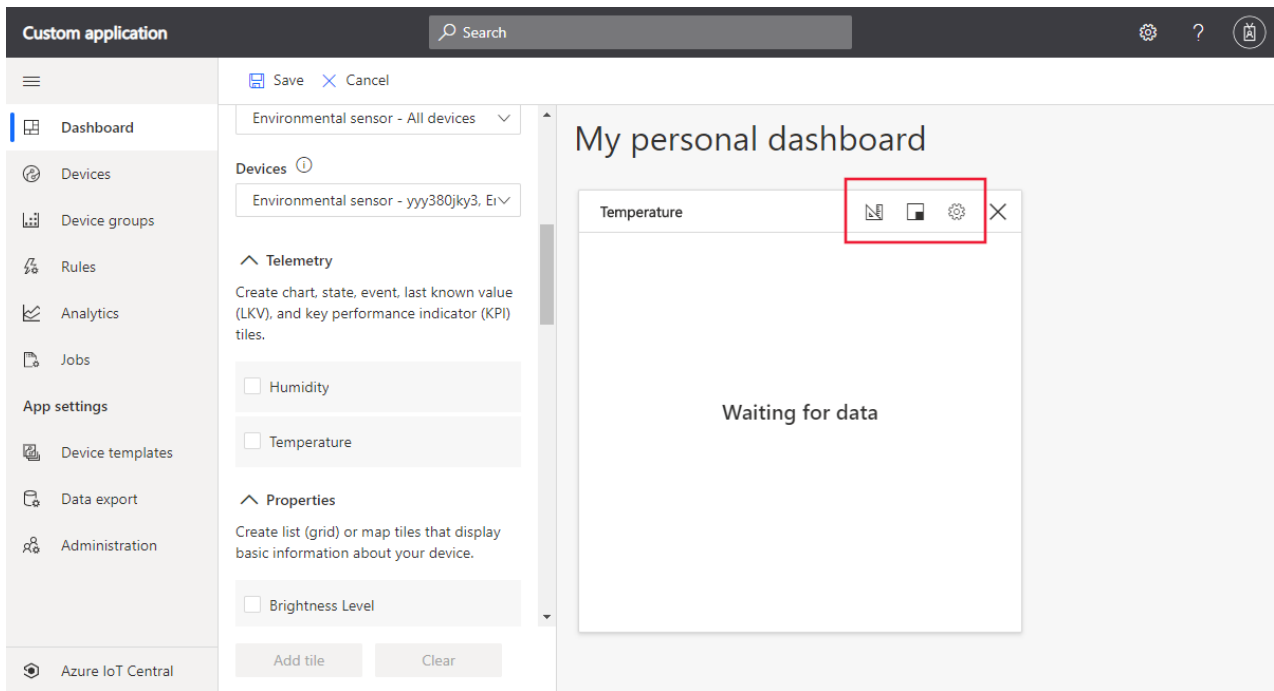 Custom application
Search
?
Save
Cancel
Dashboard
Devices
Device groups
Rules
Analytics
Jobs
App settings
Device templates
Data export
Administration
Azure IoT Central
Environmental sensor - All devices
Devices
Environmental sensor - yyy380jky3, E
Telemetry
Create chart, state, event, last known value
(LKV), and key performance indicator (KPI)
tiles.
Humidity
Temperature
Properties
Create list (grid) or map tiles that display
basic information about your device.
Brightness Level
Add tile
Clear
My personal dashboard
Temperature
Waiting for data